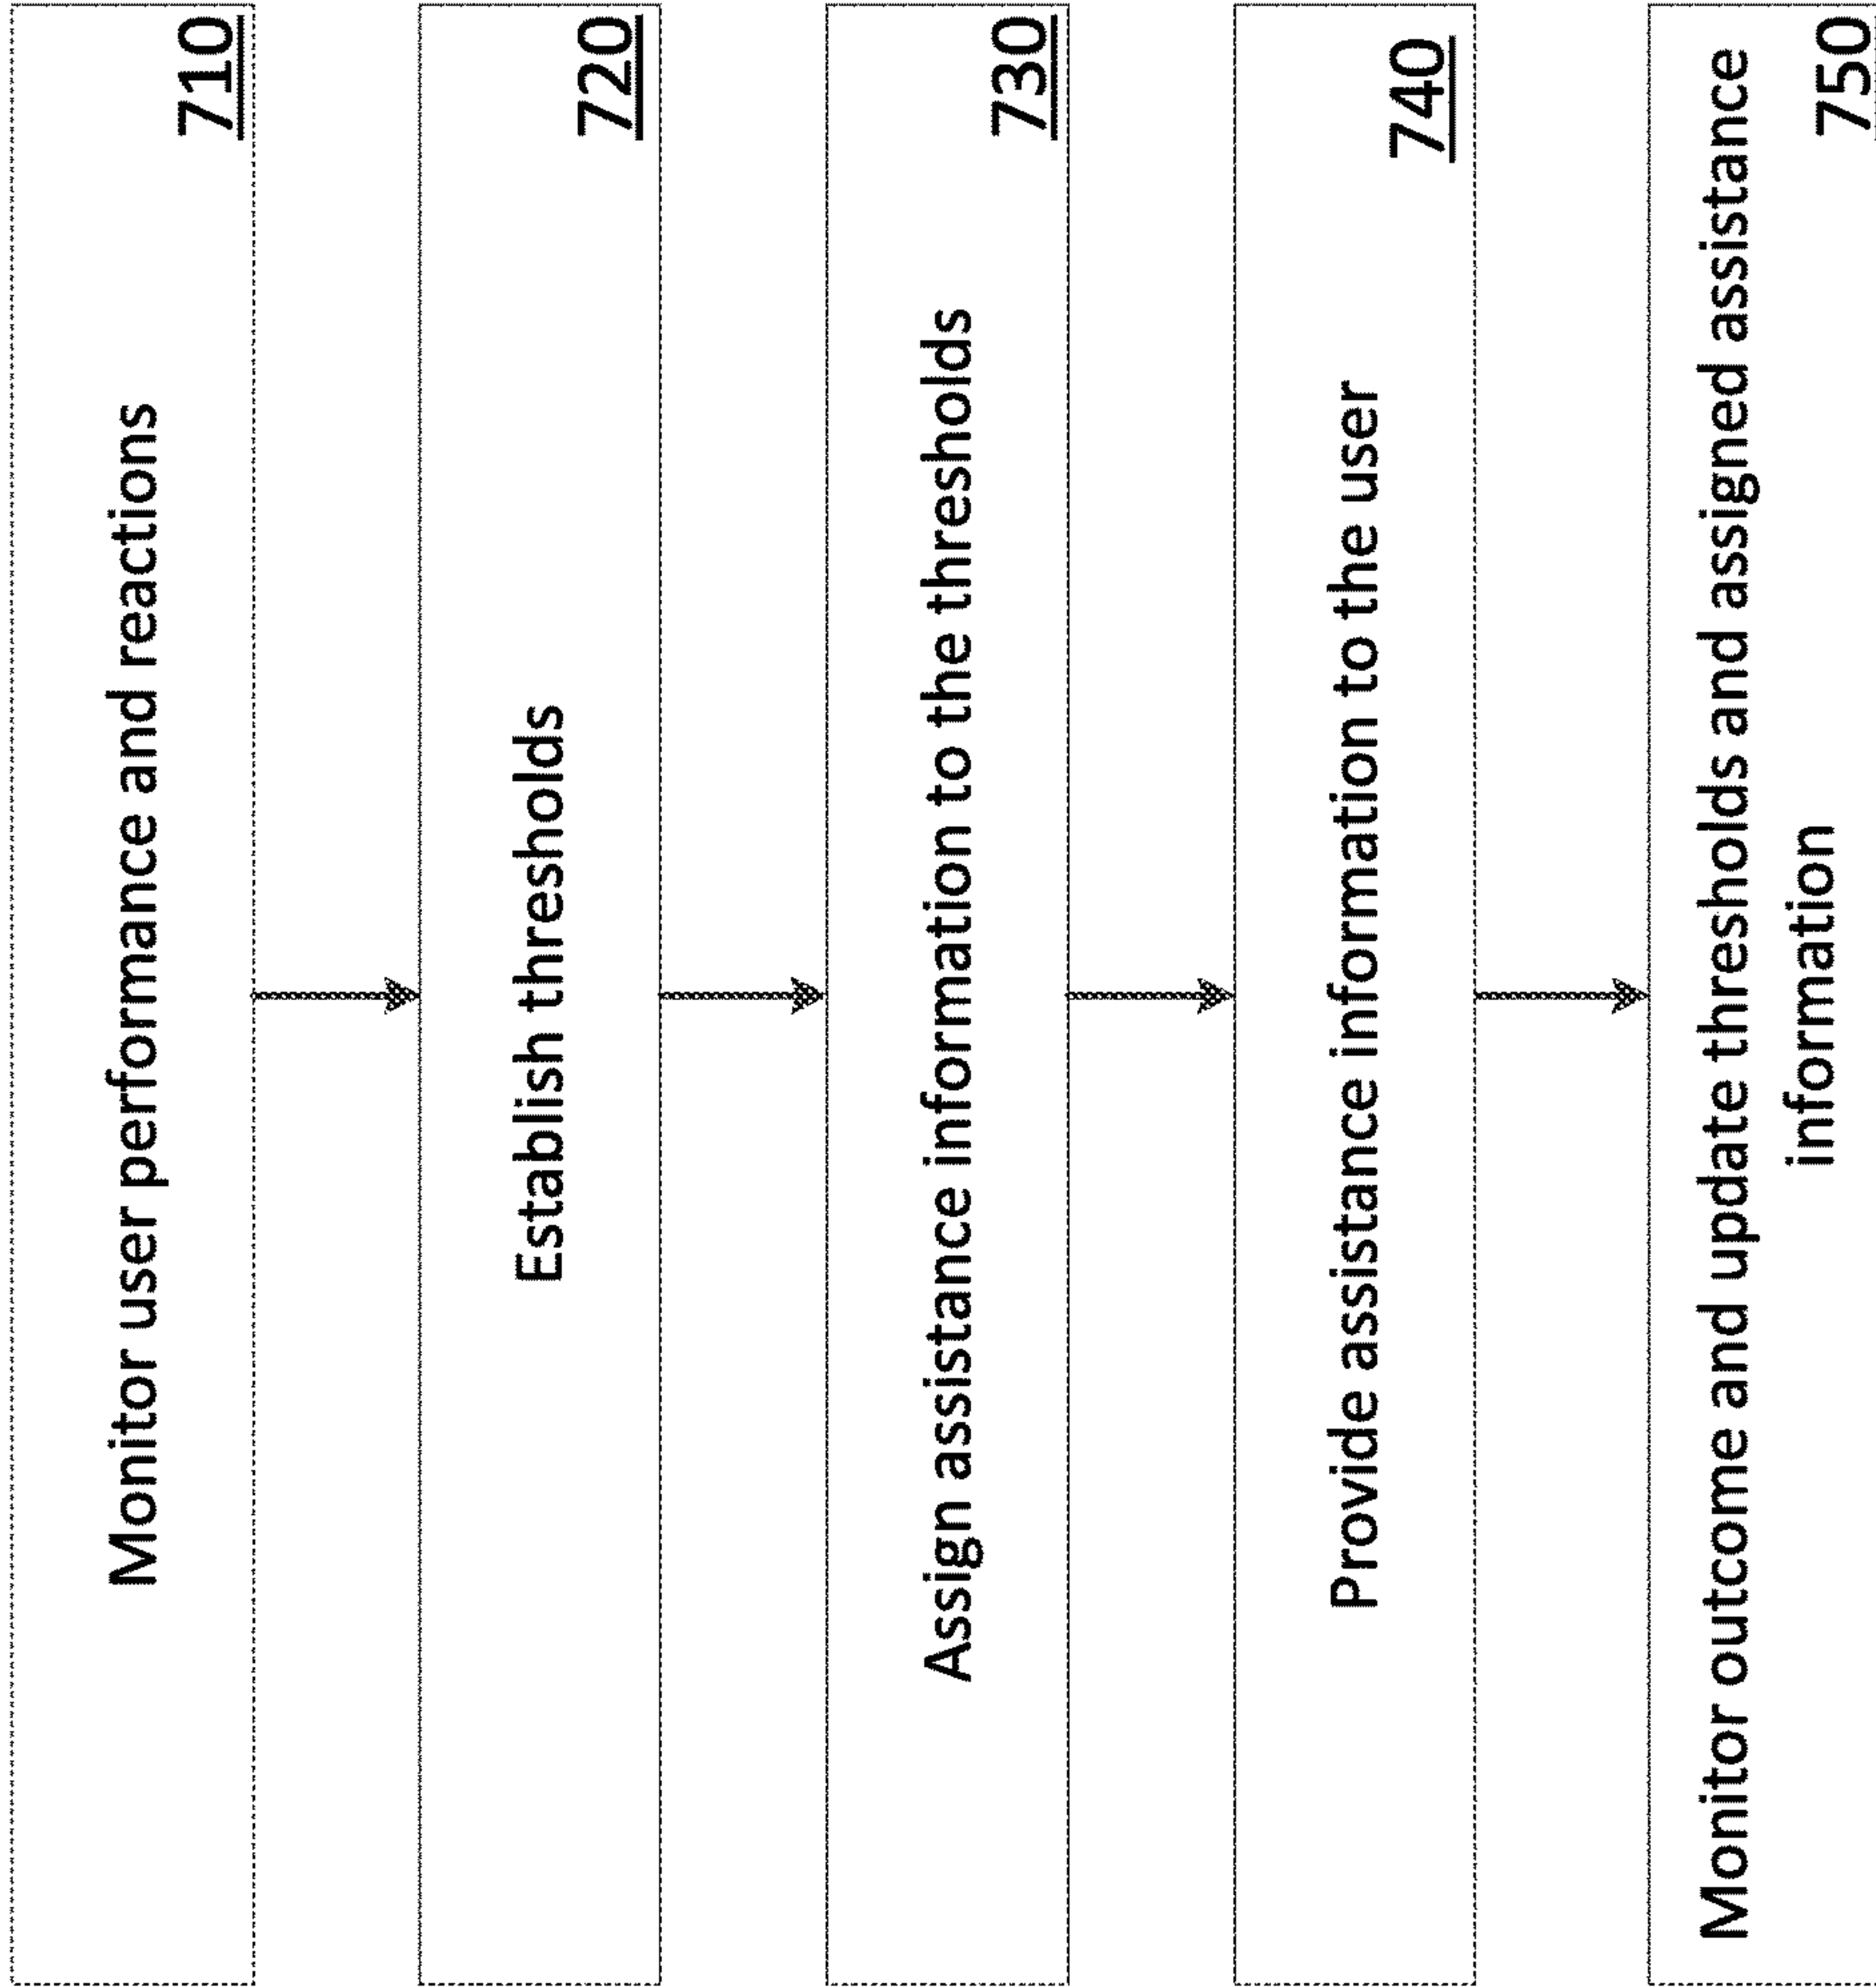 Monitor user performance and reactions
710
Establish thresholds
720
Assign assistance information to the thresholds
730
Provide assistance information to the user
740
Monitor outcome and update thresholds and assigned assistance
information
750